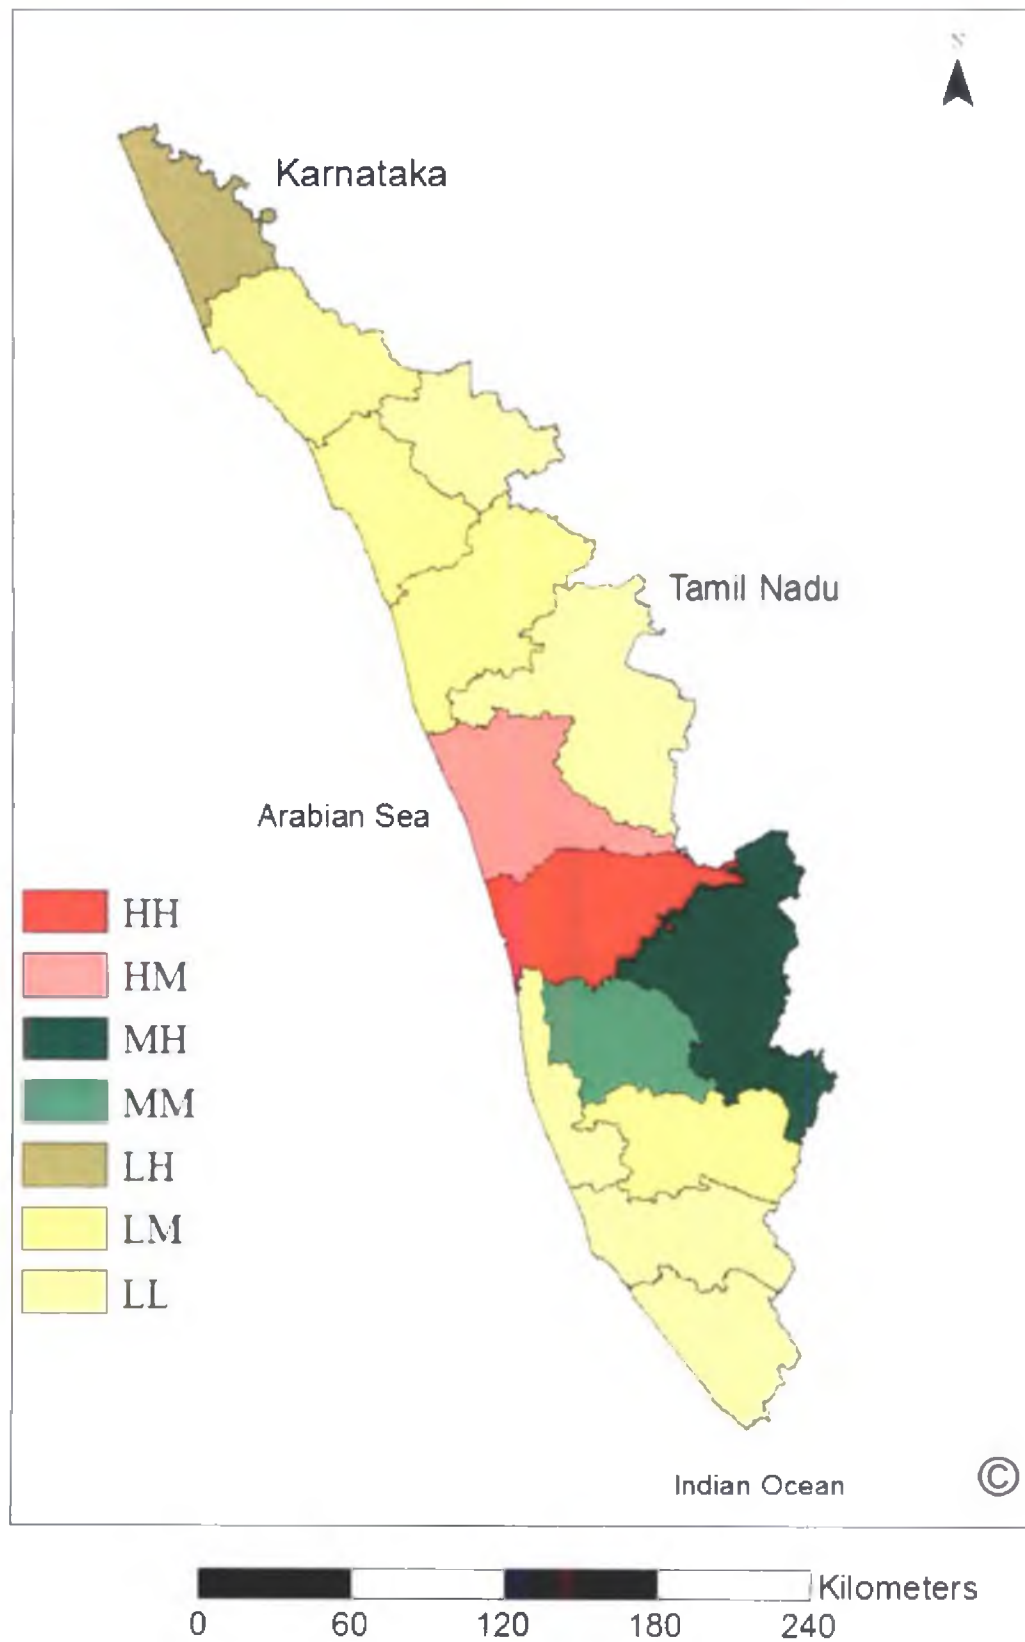 N
Karnataka
Tamil Nadu
Arabian Sea
HH
HM
MH
MM
LH
LM
LL
Indian Ocean
©
Kilometers
0 60 120 180 240